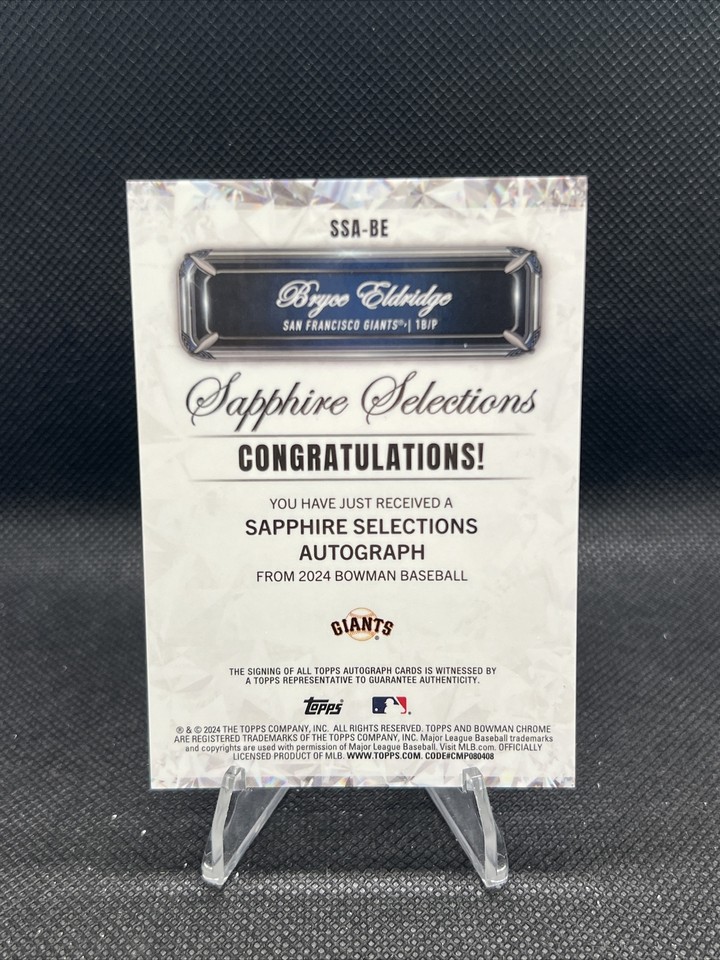 SSA-BE
Bryce Eldridge
SAN FRANCISCO GIANTS®| 1B/P
Sapphire Selections
CONGRATULATIONS!
YOU HAVE JUST RECEIVED A
SAPPHIRE SELECTIONS
AUTOGRAPH
FROM 2024 BOWMAN BASEBALL
GIANTS
THE SIGNING OF ALL TOPPS AUTOGRAPH CARDS IS WITNESSED BY
A TOPPS REPRESENTATIVE TO GUARANTEE AUTHENTICITY.
Topps
® & © 2024 THE TOPPS COMPANY, INC. ALL RIGHTS RESERVED. TOPPS AND BOWMAN CHROME
ARE REGISTERED TRADEMARKS OF THE TOPPS COMPANY, INC. Major League Baseball trademarks
and copyrights are used with permission of Major League Baseball. Visit MLB.com. OFFICIALLY
LICENSED PRODUCT OF MLB. WWW.TOPPS.COM. CODE#CMP080408